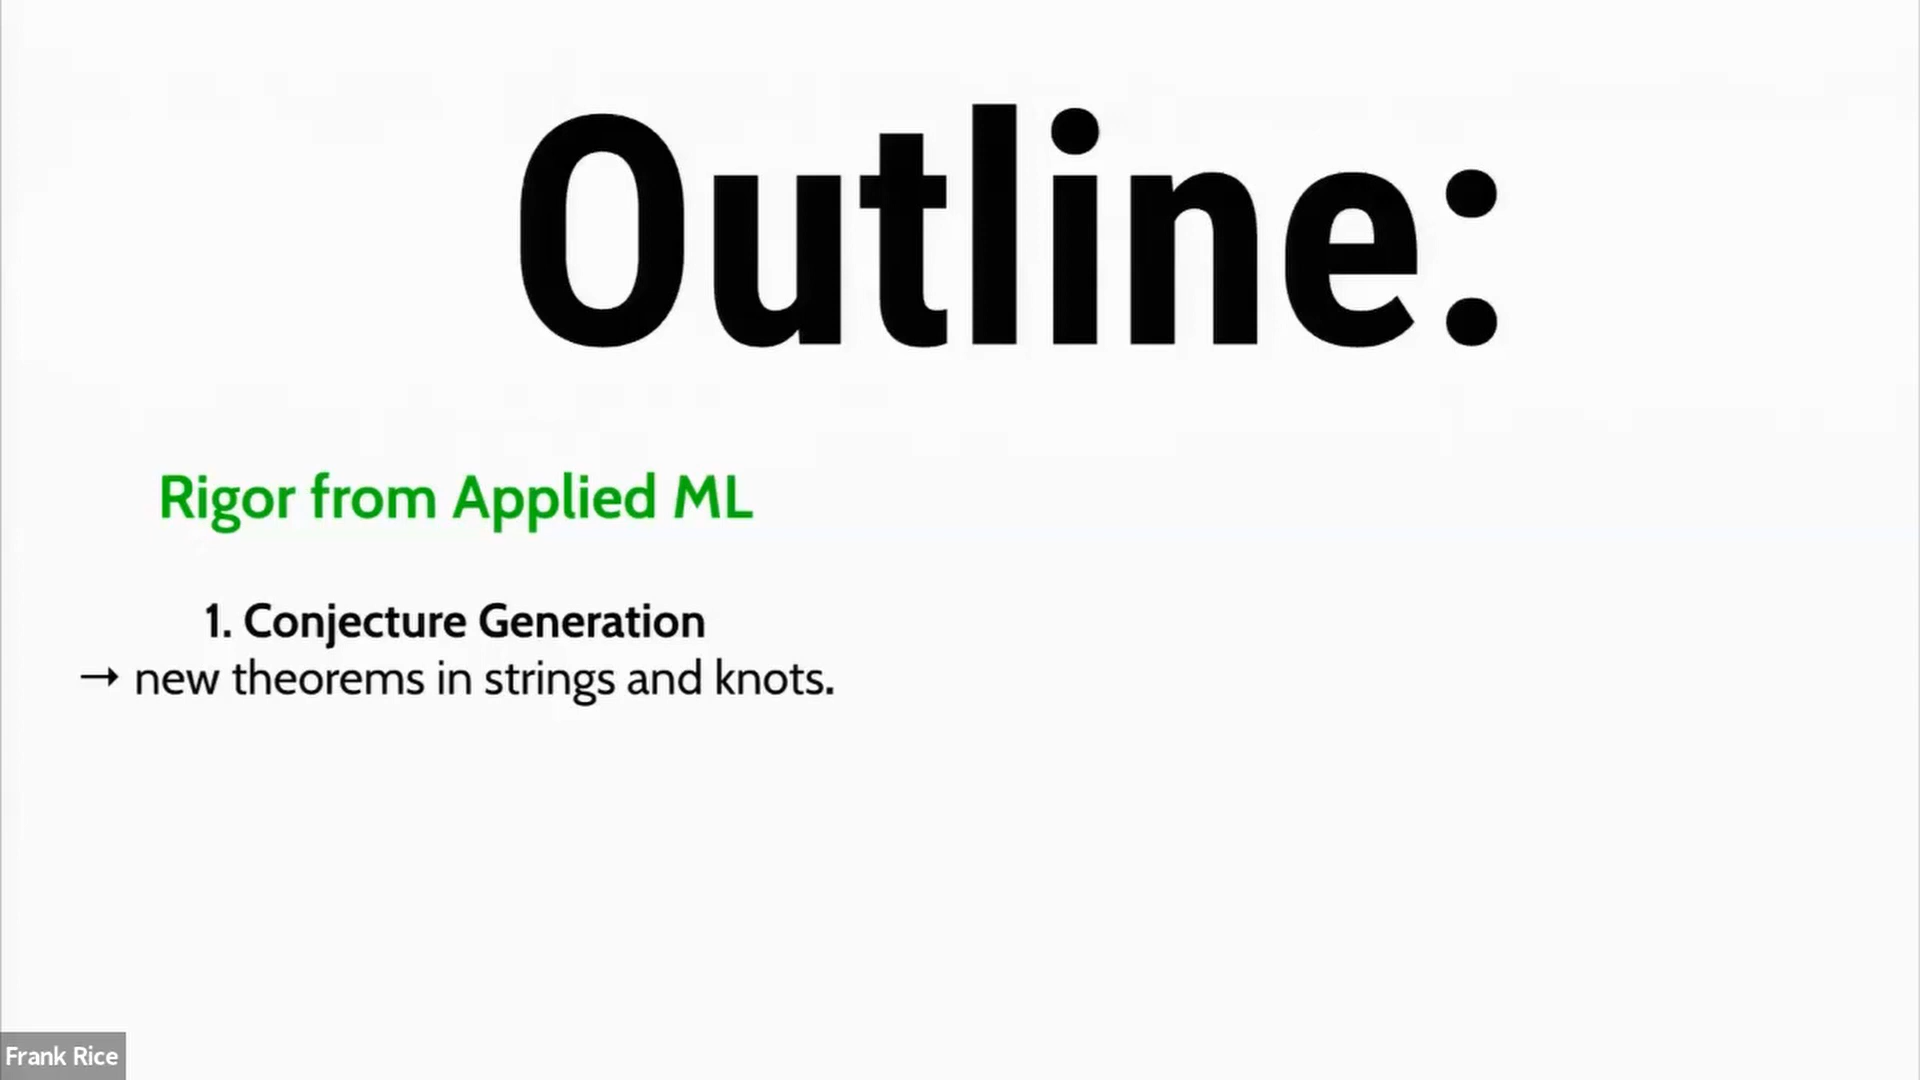 Outline:
Rigor from Applied ML
1. Conjecture Generation
→ new theorems in strings and knots.
Frank Rice